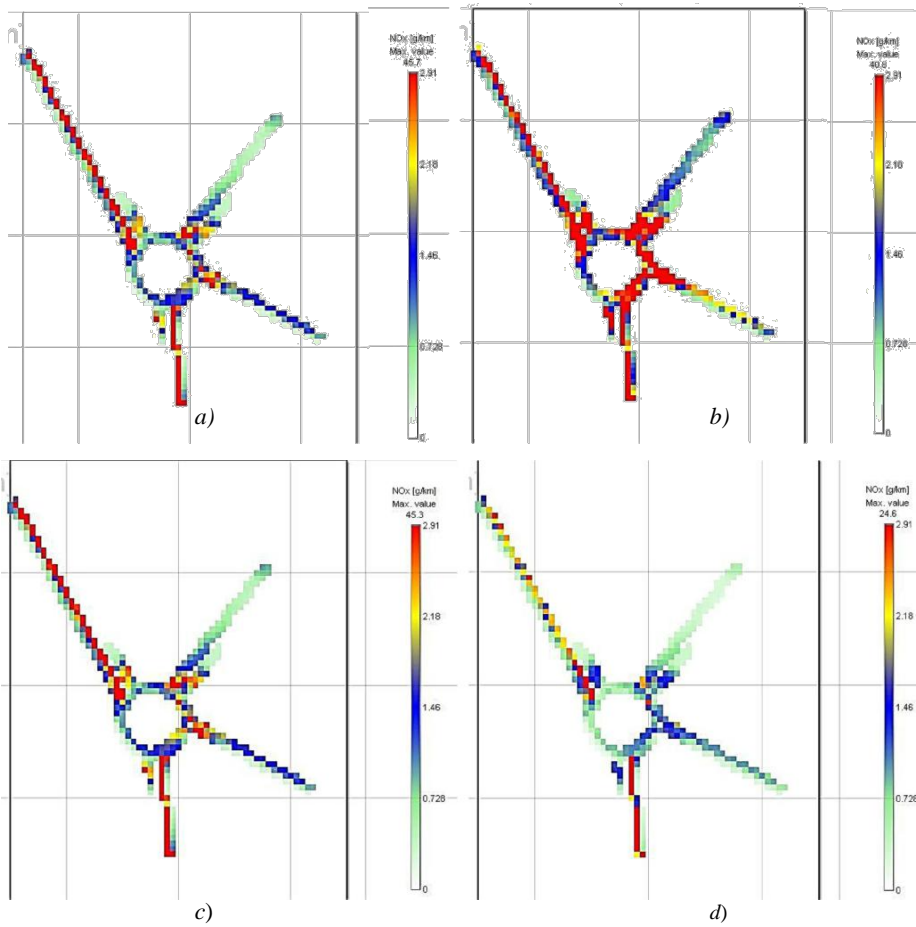 NOx [g/km]
Max. value
45.7
2.91
2.18
1.46
0.728
0
a)
NOx [g/km]
Max. value
40.8
2.91
2.18
1.46
0.728
0
b)
NOx [g/km]
Max. value
45.3
2.91
2.18
1.46
0.728
0
c)
NOx [g/km]
Max. value
24.6
2.91
2.18
1.46
0.728
0
d)